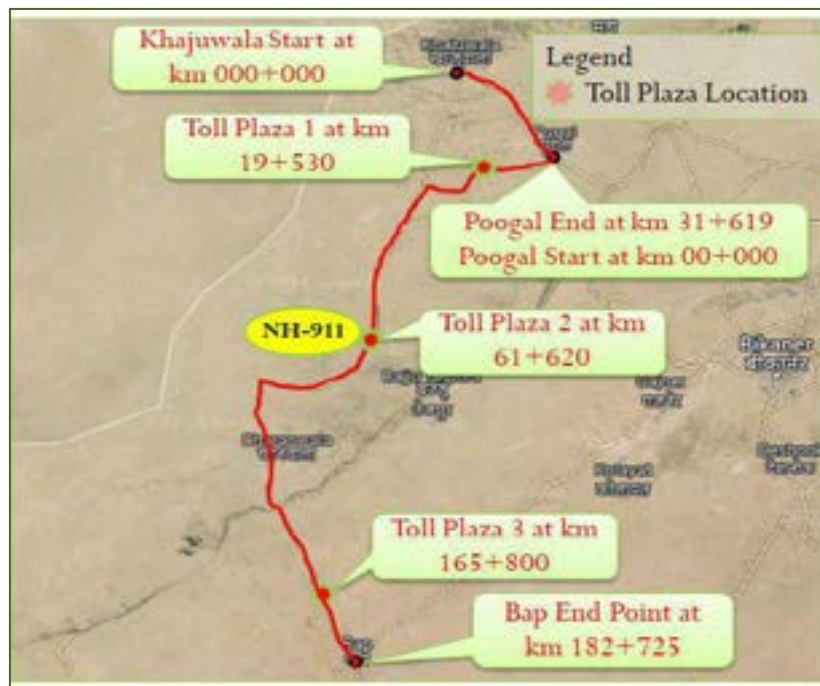 Khajuwala Start at
km 000+000
Legend
Toll Plaza Location
Toll Plaza 1 at km
19+530
Poogal End at km 31+619
Poogal Start at km 00+000
NH-911
Toll Plaza 2 at km
61+620
Bikaner
बीकानेर
Toll Plaza 3 at km
165+800
Bap End Point at
km 182+725